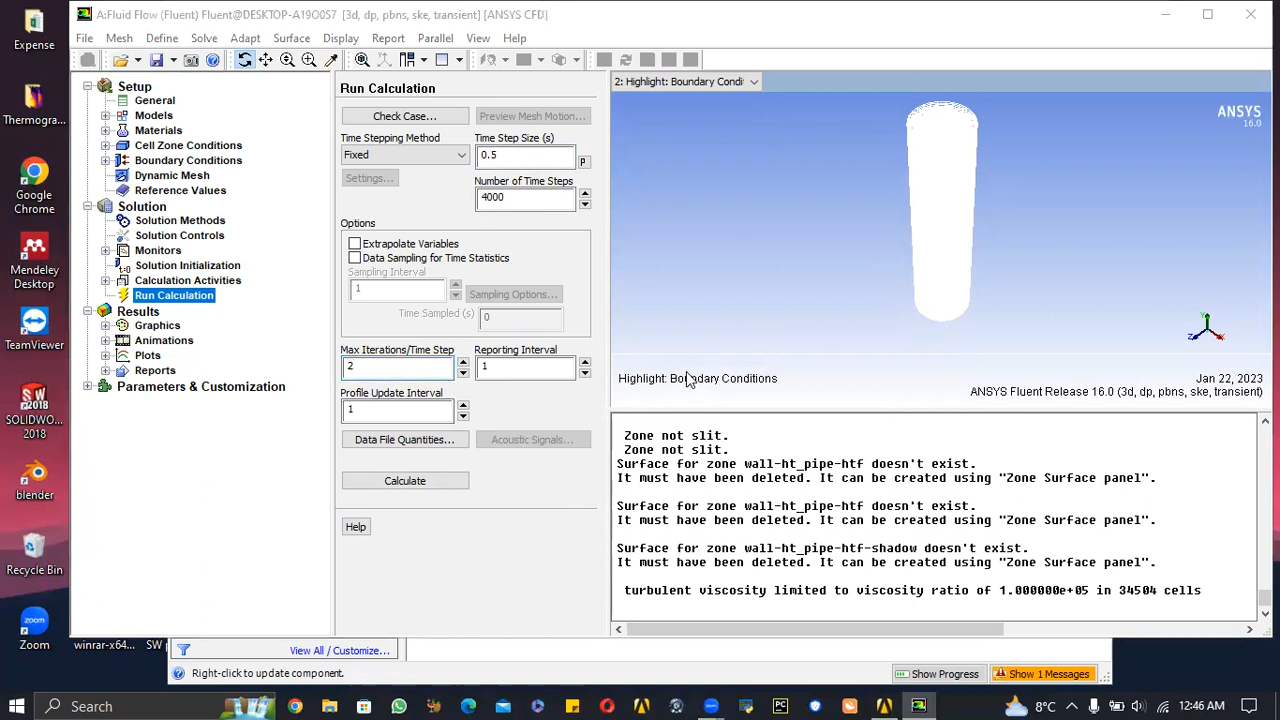 Expense
Thermogra...
Google
Chrome
Mendeley
Desktop
TeamViewer
SOLIDWO...
2018
blender
Recycle Bin
Zoom
winrar-x64...
SW p
A:Fluid Flow (Fluent) Fluent@DESKTOP-A19O0S7 [3d, dp, pbns, ske, transient] [ANSYS CFD]
File Mesh Define Solve Adapt Surface Display Report Parallel View Help
Setup
General
Models
Materials
Cell Zone Conditions
Boundary Conditions
Dynamic Mesh
Reference Values
Solution
Solution Methods
Solution Controls
Monitors
Solution Initialization
Calculation Activities
Run Calculation
Results
Graphics
Animations
Plots
Reports
Parameters & Customization
Run Calculation
Check Case... Preview Mesh Motion...
Time Stepping Method Time Step Size (s)
Fixed 0.5 P
Settings... Number of Time Steps
4000
Options
Extrapolate Variables
Data Sampling for Time Statistics
Sampling Interval
1 Sampling Options...
Time Sampled (s) 0
Max Iterations/Time Step Reporting Interval
2 1
Profile Update Interval
1
Data File Quantities... Acoustic Signals...
Calculate
Help
2: Highlight: Boundary Condi
ANSYS
16.0
Y
Z X
Highlight: Boundary Conditions Jan 22, 2023
ANSYS Fluent Release 16.0 (3d, dp, pbns, ske, transient)
Zone not slit.
Zone not slit.
Surface for zone wall-ht_pipe-htf doesn't exist.
It must have been deleted. It can be created using "Zone Surface panel".
Surface for zone wall-ht_pipe-htf doesn't exist.
It must have been deleted. It can be created using "Zone Surface panel".
Surface for zone wall-ht_pipe-htf-shadow doesn't exist.
It must have been deleted. It can be created using "Zone Surface panel".
turbulent viscosity limited to viscosity ratio of 1.000000e+05 in 34504 cells
View All / Customize...
Right-click to update component. Show Progress Show 1 Messages
Search 8°C 12:46 AM